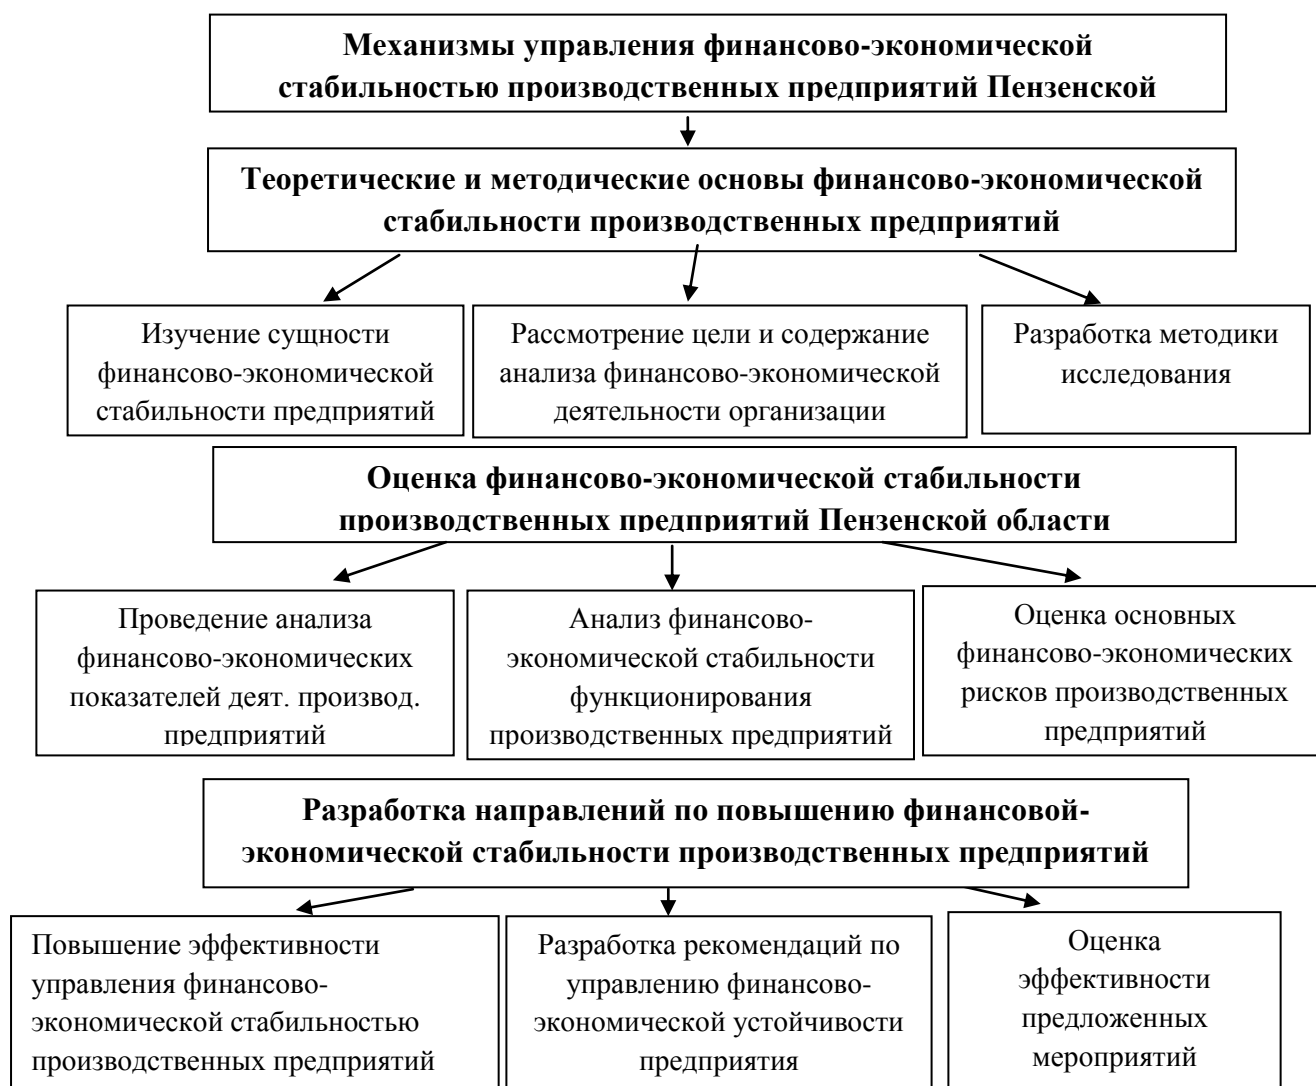 Механизмы управления финансово-экономической
стабильностью производственных предприятий Пензенской
Теоретические и методические основы финансово-экономической
стабильности производственных предприятий
Изучение сущности
финансово-экономической
стабильности предприятий
Рассмотрение цели и содержание
анализа финансово-экономической
деятельности организации
Разработка методики
исследования
Оценка финансово-экономической стабильности
производственных предприятий Пензенской области
Проведение анализа
финансово-экономических
показателей деят. производ.
предприятий
Анализ финансово-
экономической стабильности
функционирования
производственных предприятий
Оценка основных
финансово-экономических
рисков производственных
предприятий
Разработка направлений по повышению финансовой-
экономической стабильности производственных предприятий
Повышение эффективности
управления финансово-
экономической стабильностью
производственных предприятий
Разработка рекомендаций по
управлению финансово-
экономической устойчивости
предприятия
Оценка
эффективности
предложенных
мероприятий